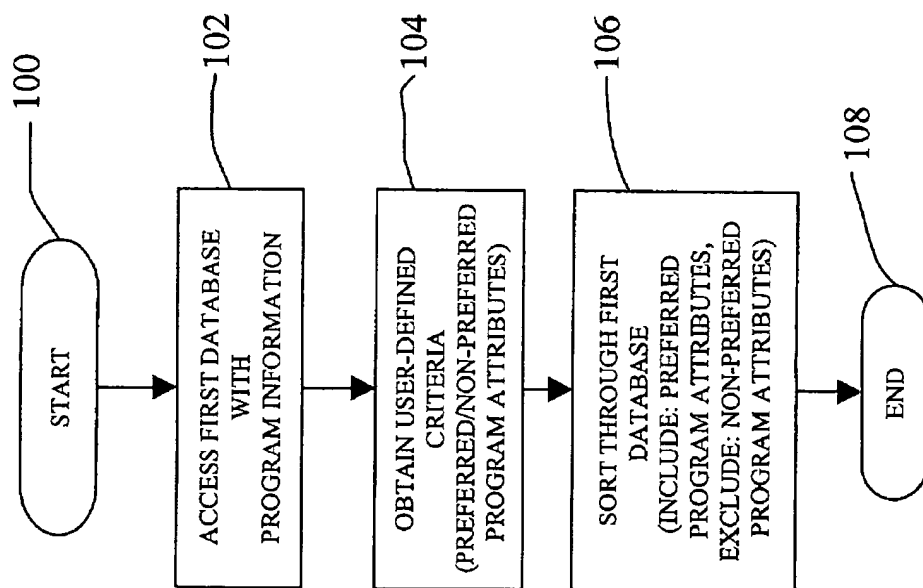 START
100
ACCESS FIRST DATABASE
WITH
PROGRAM INFORMATION
102
OBTAIN USER-DEFINED
CRITERIA
(PREFERRED/NON-PREFERRED
PROGRAM ATTRIBUTES)
104
SORT THROUGH FIRST
DATABASE
(INCLUDE: PREFERRED
PROGRAM ATTRIBUTES,
EXCLUDE: NON-PREFERRED
PROGRAM ATTRIBUTES)
106
END
108